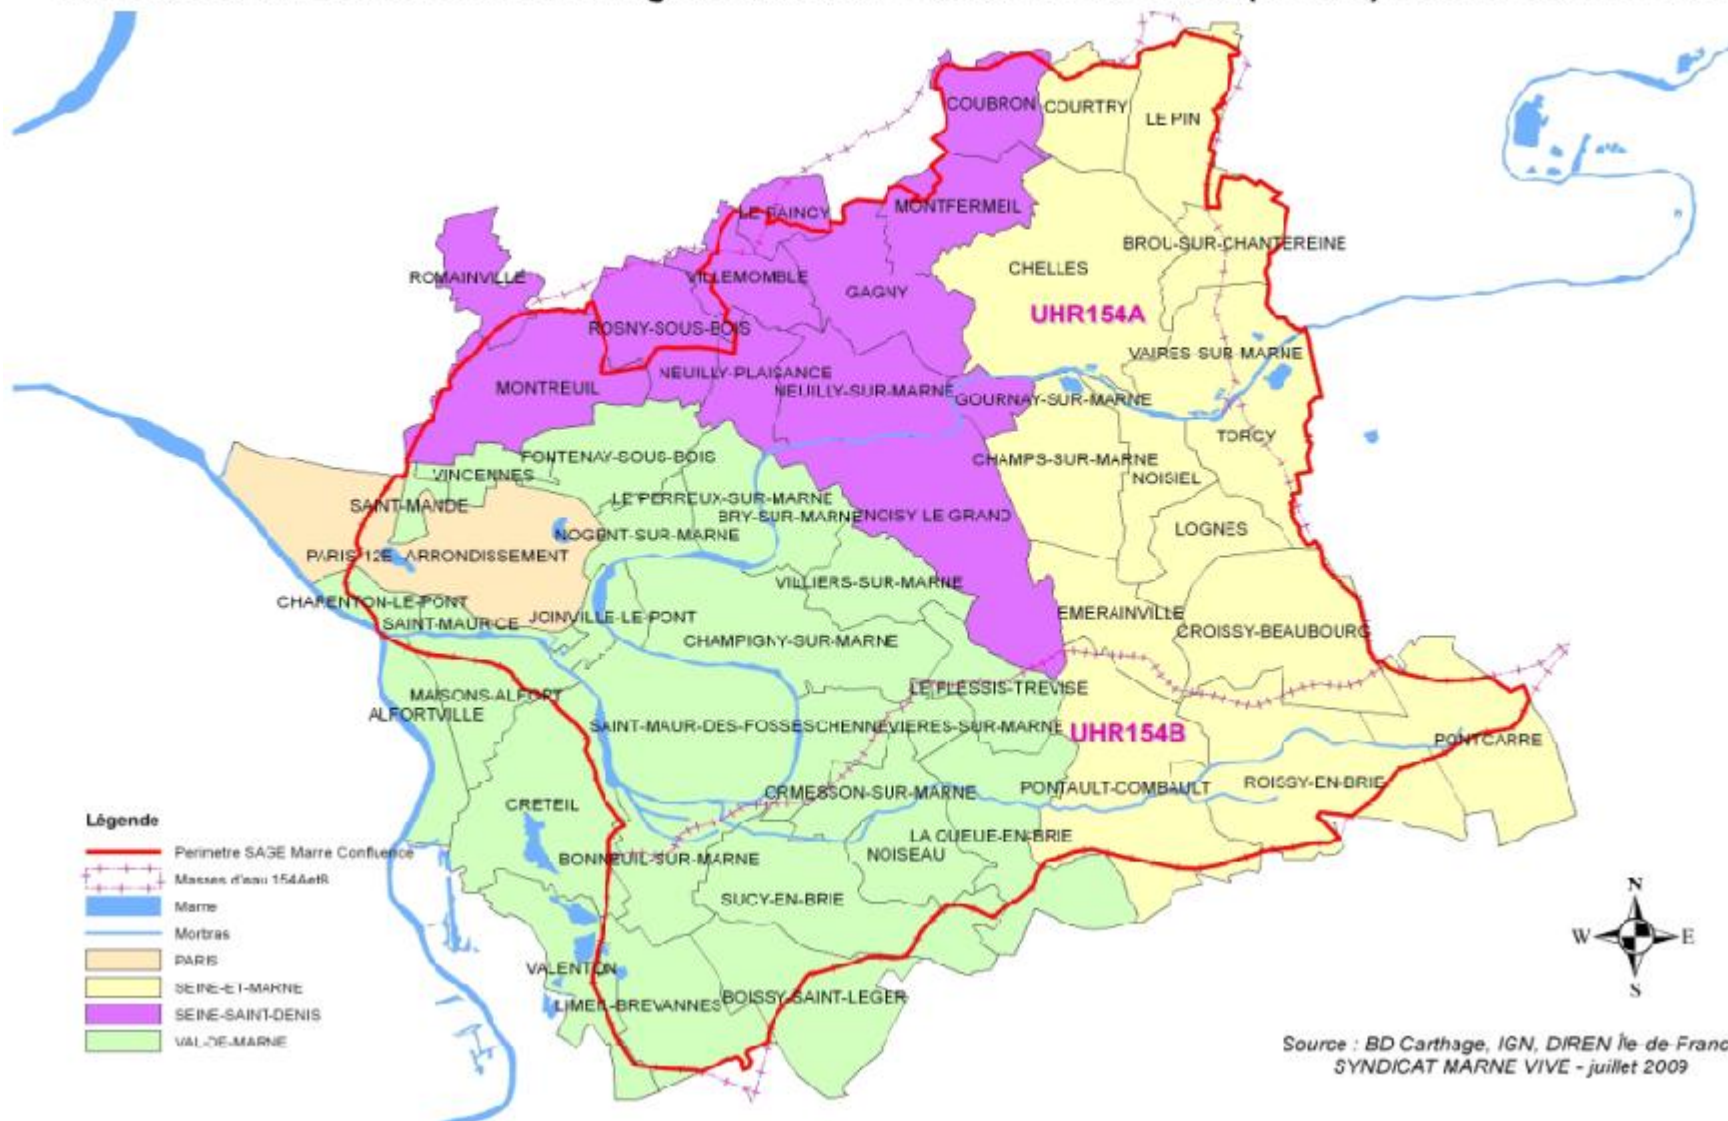 COUBRON
COURTRY
LE PIN
LE RAINCY
MONTFERMEIL
BROU-SUR-CHANTEREINE
ROMAINVILLE
VILLEMOMBLE
GAGNY
CHELLES
UHR154A
ROSNY-SOUS-BOIS
VAIRES-SUR-MARNE
MONTREUIL
NEUILLY-PLAISANCE
NEUILLY-SUR-MARNE
GOURNAY-SUR-MARNE
TORCY
VINCENNES
FONTENAY-SOUS-BOIS
CHAMPS-SUR-MARNE
NOISIEL
SAINT-MANDE
LE PERREUX-SUR-MARNE
BRY-SUR-MARNE
NOISY LE GRAND
LOGNES
NOGENT-SUR-MARNE
PARIS 12E ARRONDISSEMENT
VILLIERS-SUR-MARNE
CHARENTON-LE-PONT
SAINT-MAURICE
JOINVILLE-LE-PONT
CHAMPIGNY-SUR-MARNE
EMERAINVILLE
CROISSY-BEAUBOURG
MAISONS-ALFORT
ALFORTVILLE
LE PLESSIS-TREVISE
SAINT-MAUR-DES-FOSSES
CHENNEVIERES-SUR-MARNE
UHR154B
PONTCARRE
CRETEIL
ORMESSON-SUR-MARNE
PONTAULT-COMBAULT
ROISSY-EN-BRIE
LA QUEUE-EN-BRIE
NOISEAU
BONNEUIL-SUR-MARNE
SUCY-EN-BRIE
VALENTON
LIMEIL-BREVANNES
BOISSY-SAINT-LEGER
Légende
Perimetre SAGE Marne Confluence
Masses d'eau 154AetB
Marne
Morbras
PARIS
SEINE-ET-MARNE
SEINE-SAINT-DENIS
VAL-DE-MARNE
N
W E
S
Source : BD Carthage, IGN, DIREN Île de Franc
SYNDICAT MARNE VIVE - juillet 2009